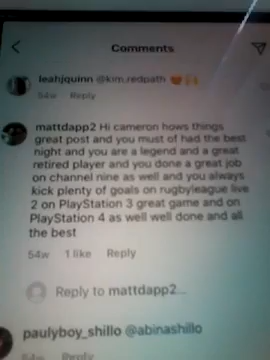 Comments
leahjquinn @kim.redpath
54w Reply
mattdapp2 Hi cameron hows things
great post and you must of had the best
night and you are a legend and a great
retired player and you done a great job
on channel nine as well and you always
kick plenty of goals on rugbyleague live
2 on PlayStation 3 great game and on
PlayStation 4 as well well done and all
the best
54w 1 like Reply
Reply to mattdapp2...
paulyboy_shillo @abinashillo
54w Reply